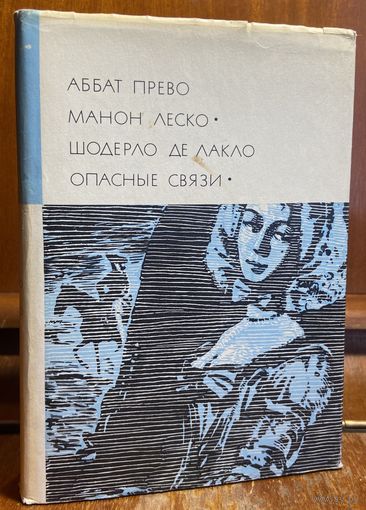 АББАТ ПРЕВО
МАНОН ЛЕСКО •
ШОДЕРЛО ДЕ ЛАКЛО
ОПАСНЫЕ СВЯЗИ •